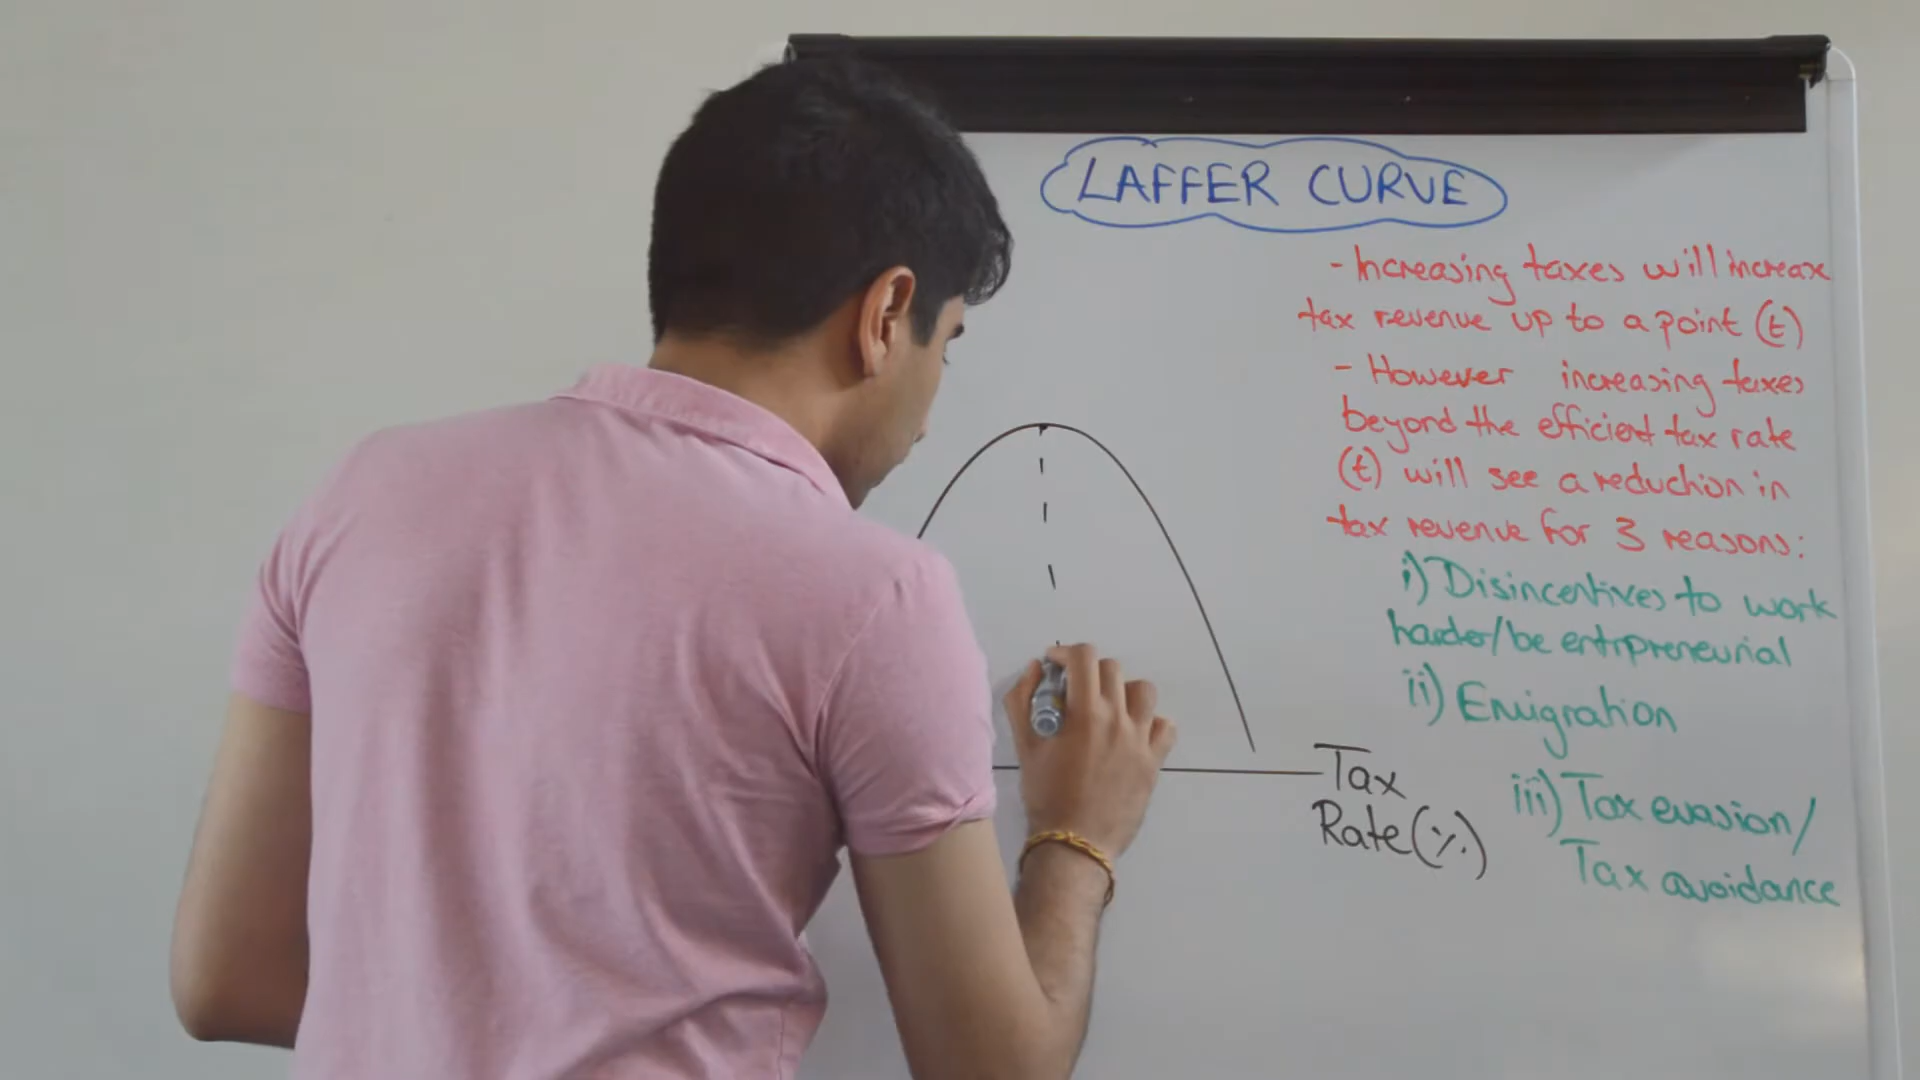 LAFFER CURVE
- Increasing taxes will increase
tax revenue up to a point (t)
- However increasing taxes
beyond the efficient tax rate
(t) will see a reduction in
tax revenue for 3 reasons:
i) Disincentives to work
harder/be entrpreneurial
ii) Emigration
iii) Tax evasion/
Tax avoidance
Tax
Rate (%)